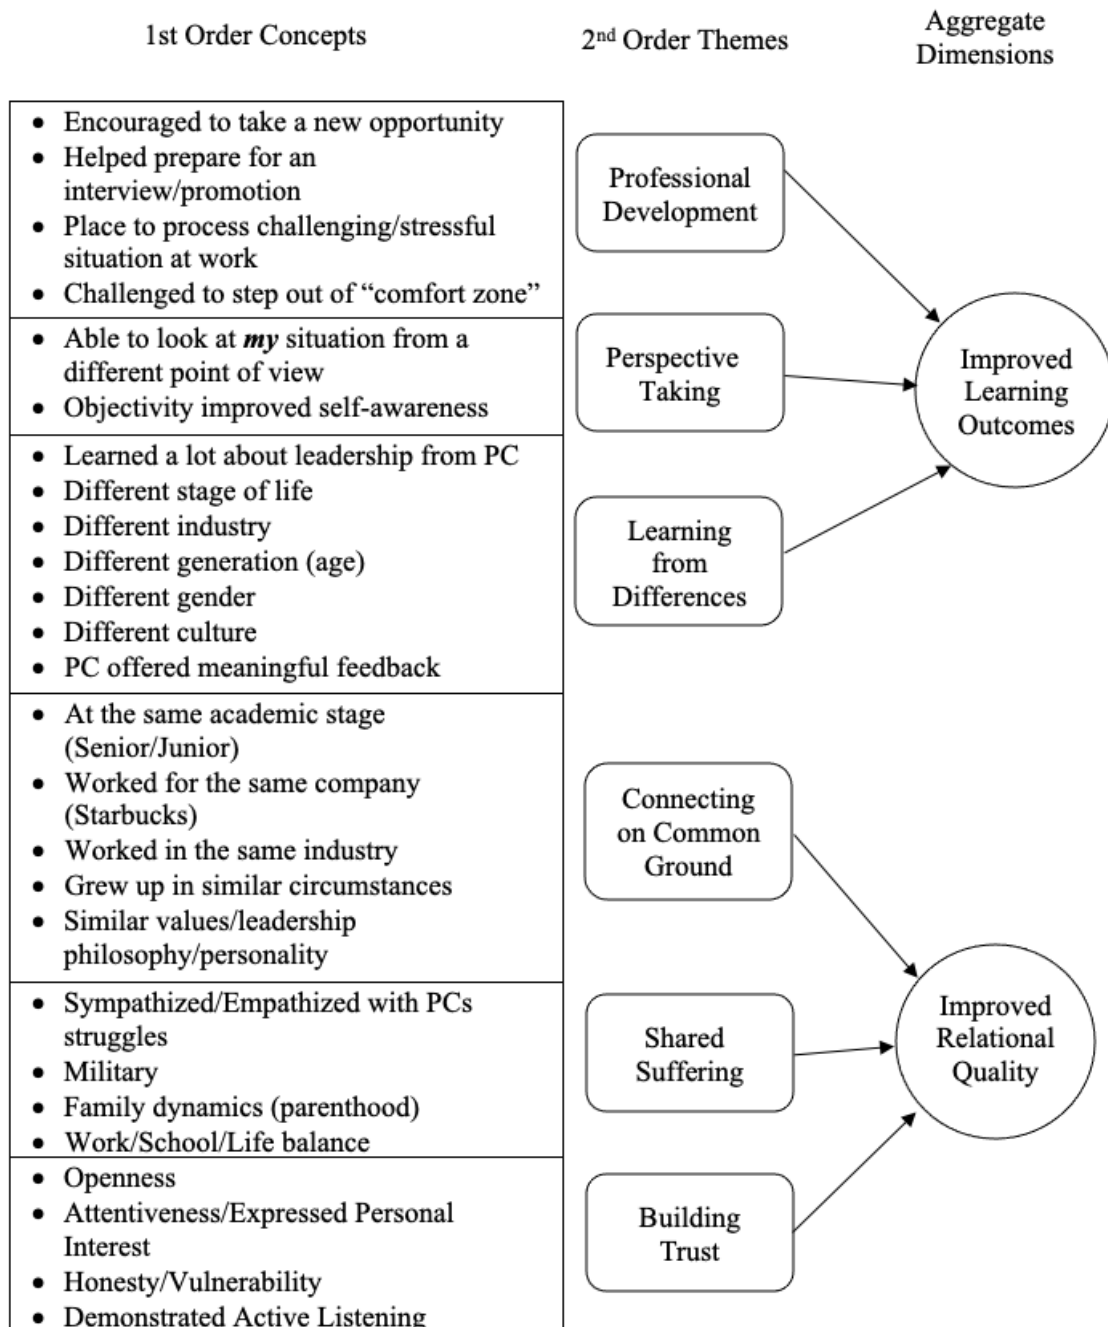 1st Order Concepts
2nd Order Themes
Aggregate
Dimensions
• Encouraged to take a new opportunity
• Helped prepare for an
interview/promotion
• Place to process challenging/stressful
situation at work
• Challenged to step out of “comfort zone”
Professional
Development
• Able to look at my situation from a
different point of view
• Objectivity improved self-awareness
Perspective
Taking
Improved
Learning
Outcomes
• Learned a lot about leadership from PC
• Different stage of life
• Different industry
• Different generation (age)
• Different gender
• Different culture
• PC offered meaningful feedback
Learning
from
Differences
• At the same academic stage
(Senior/Junior)
• Worked for the same company
(Starbucks)
• Worked in the same industry
• Grew up in similar circumstances
• Similar values/leadership
philosophy/personality
Connecting
on Common
Ground
• Sympathized/Empathized with PCs
struggles
• Military
• Family dynamics (parenthood)
• Work/School/Life balance
Shared
Suffering
Improved
Relational
Quality
• Openness
• Attentiveness/Expressed Personal
Interest
• Honesty/Vulnerability
• Demonstrated Active Listening
Building
Trust